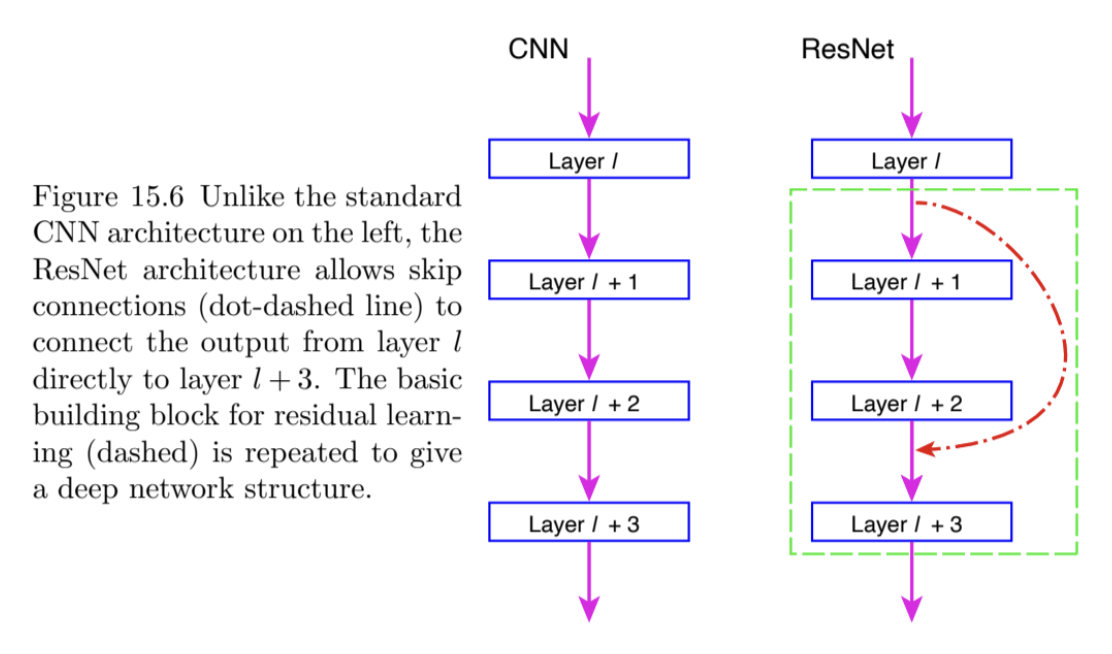 Figure 15.6 Unlike the standard
CNN architecture on the left, the
ResNet architecture allows skip
connections (dot-dashed line) to
connect the output from layer l
directly to layer l + 3. The basic
building block for residual learn-
ing (dashed) is repeated to give
a deep network structure.
CNN
Layer l
Layer l + 1
Layer l + 2
Layer l + 3
ResNet
Layer l
Layer l + 1
Layer l + 2
Layer l + 3